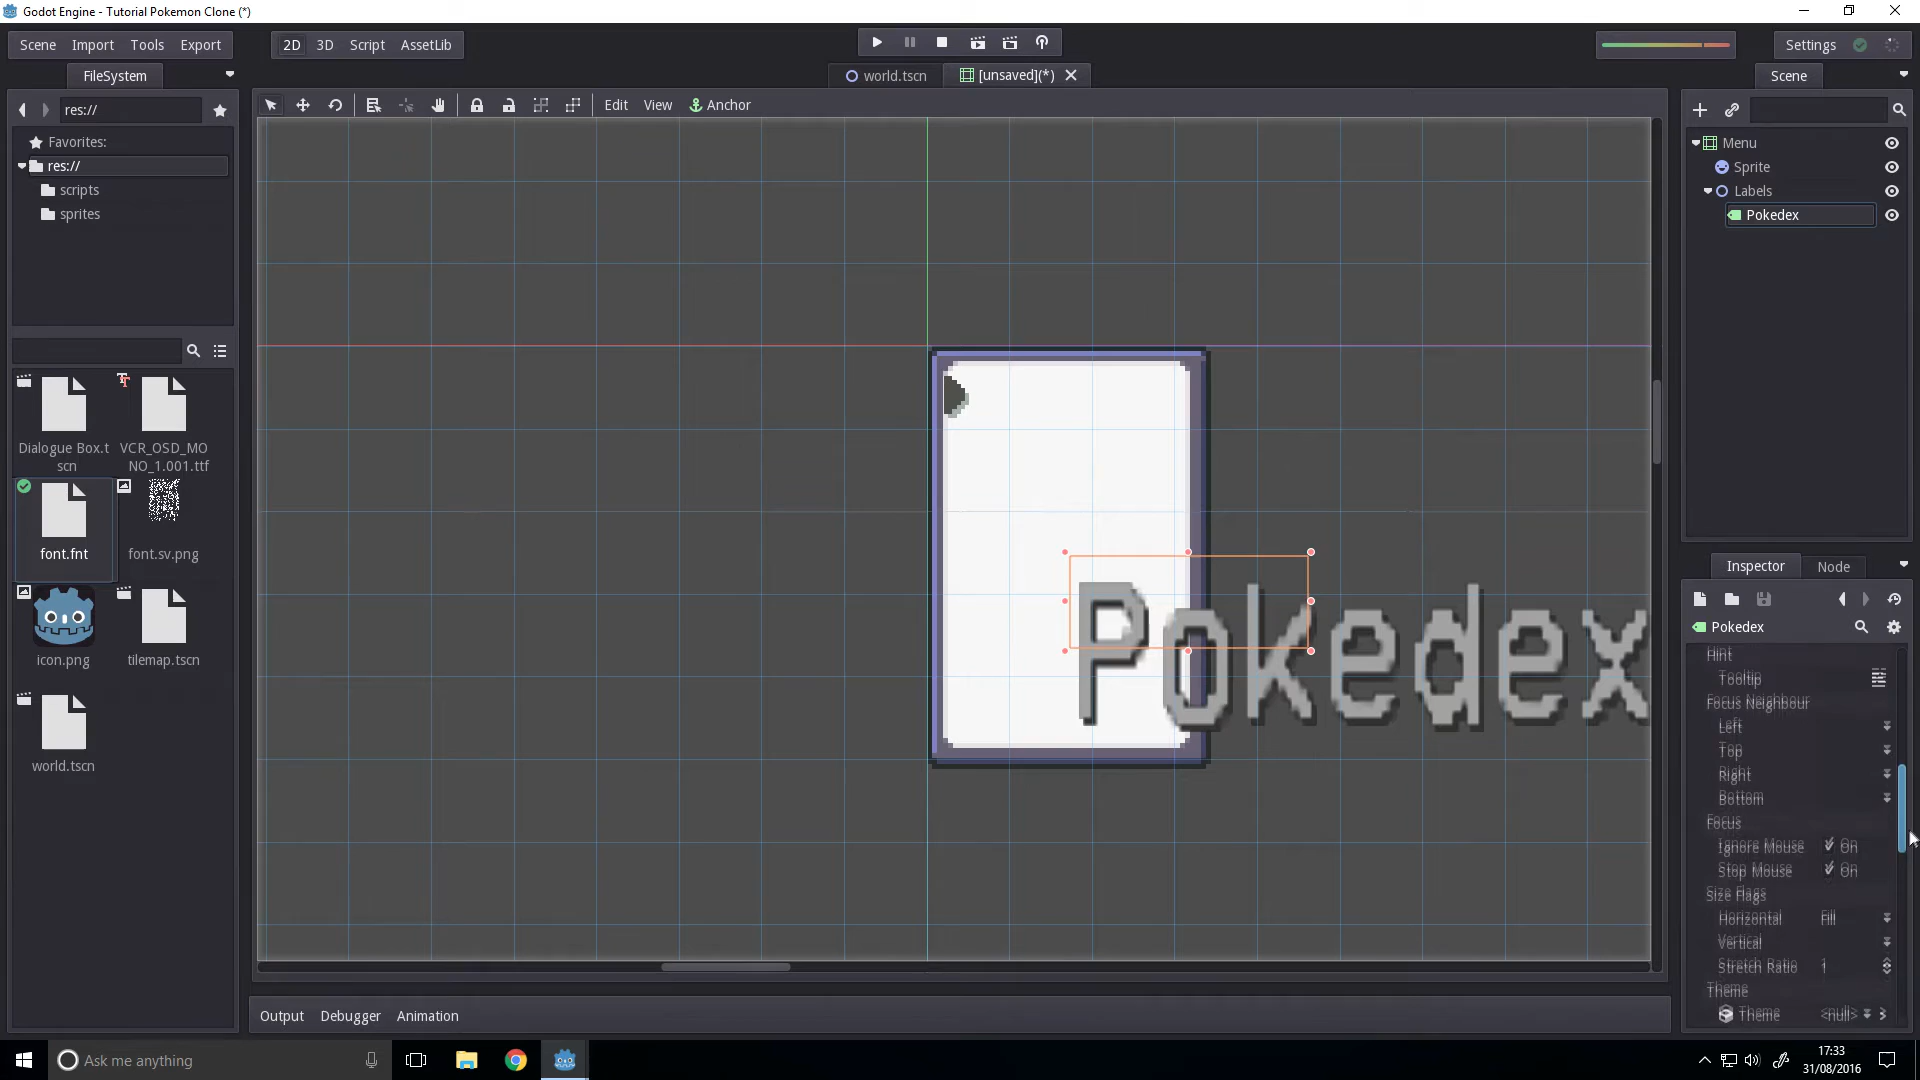 Godot Engine - Tutorial Pokemon Clone (*)
Scene Import Tools Export
2D 3D Script AssetLib
Settings
FileSystem
world.tscn
[unsaved](*)
Scene
res://
Edit View Anchor
Favorites:
res://
scripts
sprites
Menu
Sprite
Labels
Pokedex
Dialogue Box.t
scn
VCR_OSD_MO
NO_1.001.ttf
font.fnt
font.sv.png
icon.png
tilemap.tscn
world.tscn
Pokedex
Inspector Node
Pokedex
Hint
Tooltip
Focus Neighbour
Left
Top
Right
Bottom
Focus
Ignore Mouse On
Stop Mouse On
Size Flags
Horizontal Fill
Vertical
Stretch Ratio 1
Theme
Theme <null>
Output Debugger Animation
Ask me anything
17:33
31/08/2016